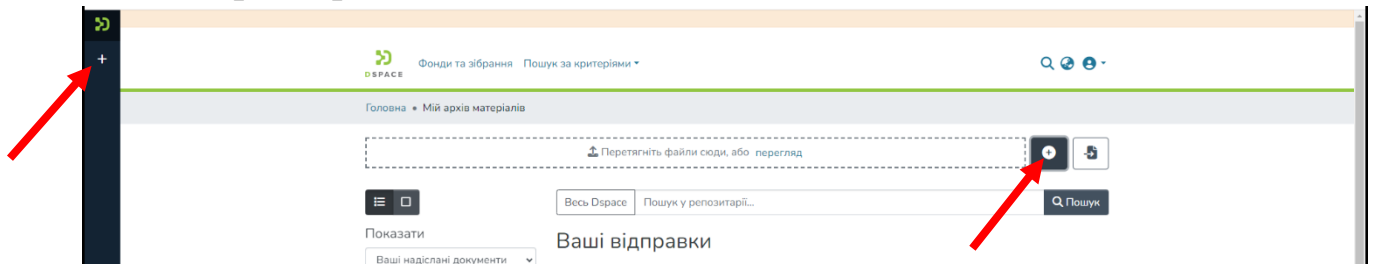 DSPACE
Фонди та зібрання Пошук за критеріями
Головна • Мій архів матеріалів
Перетягніть файли сюди, або перегляд
Весь Dspace Пошук у репозитарії... Пошук
Показати
Ваші відправки
Ваші надіслані документи